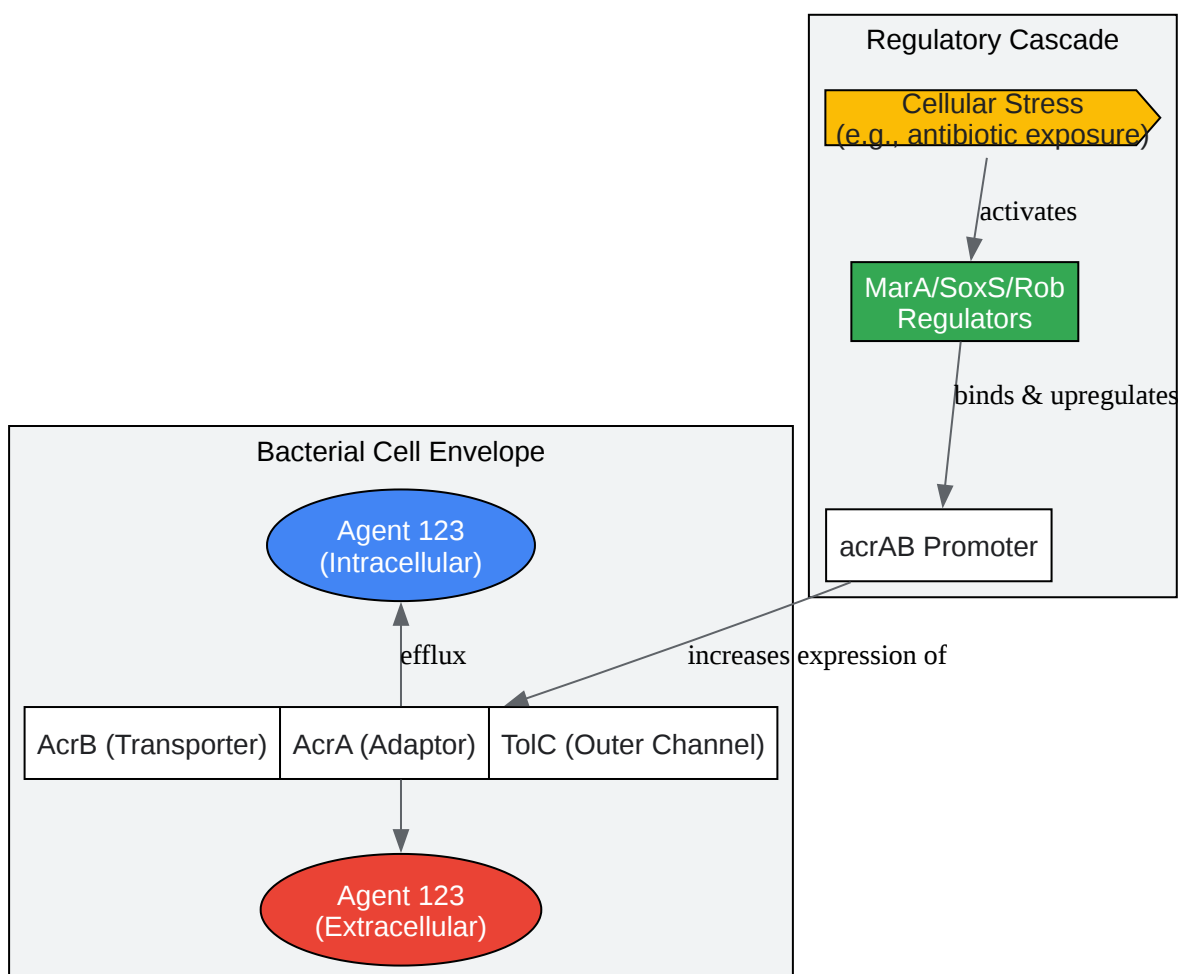 Regulatory Cascade
Cellular Stress
(e.g., antibiotic exposure)
activates
MarA/SoxS/Rob
Regulators
binds & upregulates
acrAB Promoter
increases expression of
Bacterial Cell Envelope
Agent 123
(Intracellular)
efflux
AcrB (Transporter)
AcrA (Adaptor)
TolC (Outer Channel)
Agent 123
(Extracellular)